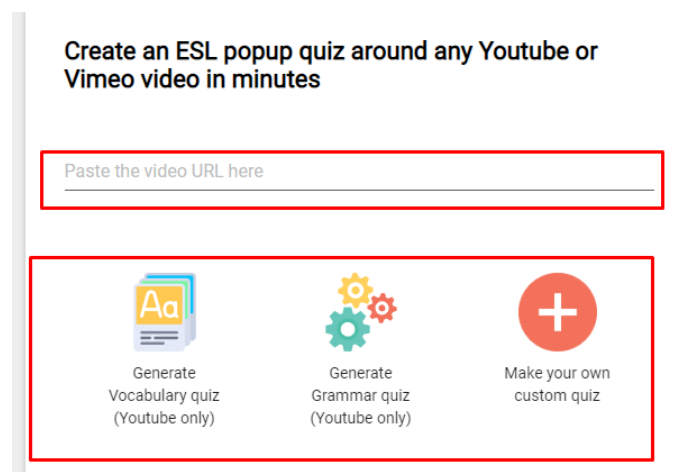 Create an ESL popup quiz around any Youtube or
Vimeo video in minutes
Paste the video URL here
Aa
Generate
Vocabulary quiz
(Youtube only)
Generate
Grammar quiz
(Youtube only)
Make your own
custom quiz